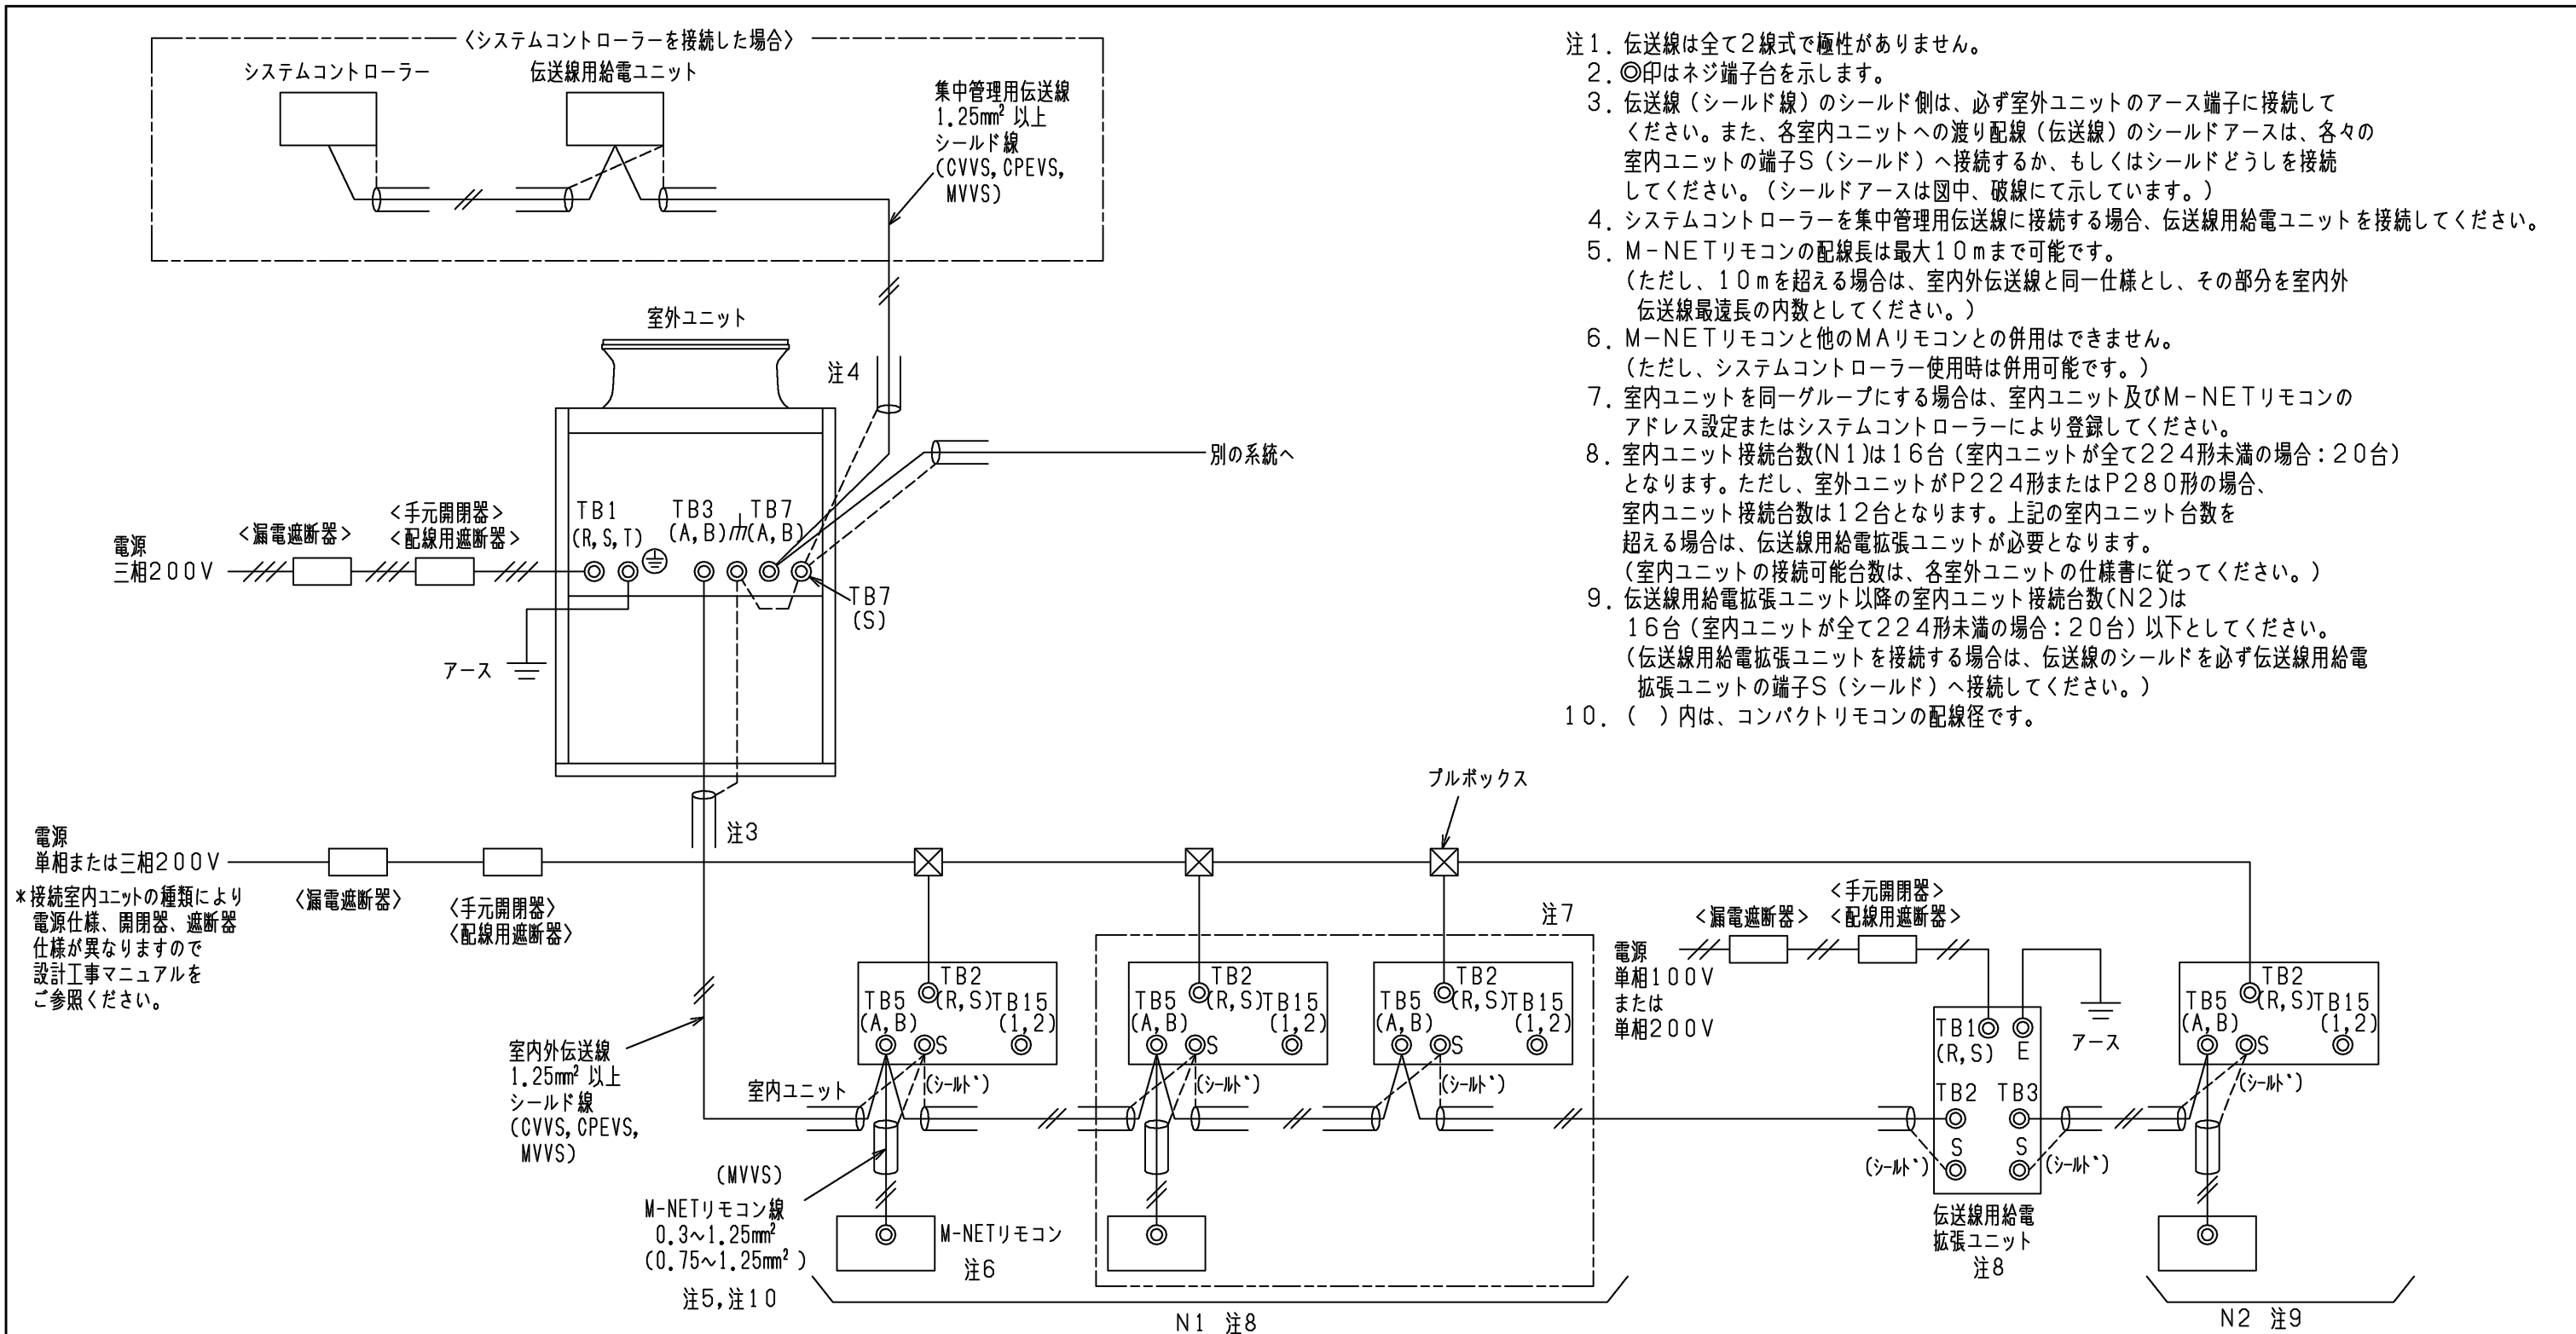 〈システムコントローラーを接続した場合〉
システムコントローラー
伝送線用給電ユニット
集中管理用伝送線
1.25mm² 以上
シールド線
(CVVS,CPEVS,
MVVS)
室外ユニット
注4
別の系統へ
TB1
(R,S,T)
TB3
(A,B)
TB7
(A,B)
TB7
(S)
電源
三相200V
<漏電遮断器>
<手元開閉器>
<配線用遮断器>
アース
注3
注1. 伝送線は全て2線式で極性がありません。
2. ◎印はネジ端子台を示します。
3. 伝送線(シールド線)のシールド側は、必ず室外ユニットのアース端子に接続して
ください。また、各室内ユニットへの渡り配線(伝送線)のシールドアースは、各々の
室内ユニットの端子S(シールド)へ接続するか、もしくはシールドどうしを接続
してください。(シールドアースは図中、破線にて示しています。)
4. システムコントローラーを集中管理用伝送線に接続する場合、伝送線用給電ユニットを接続してください。
5. M-NETリモコンの配線長は最大10mまで可能です。
(ただし、10mを超える場合は、室内外伝送線と同一仕様とし、その部分を室内外
伝送線最遠長の内数としてください。)
6. M-NETリモコンと他のMAリモコンとの併用はできません。
(ただし、システムコントローラー使用時は併用可能です。)
7. 室内ユニットを同一グループにする場合は、室内ユニット及びM-NETリモコンの
アドレス設定またはシステムコントローラーにより登録してください。
8. 室内ユニット接続台数(N1)は16台(室内ユニットが全て224形未満の場合:20台)
となります。ただし、室外ユニットがP224形またはP280形の場合、
室内ユニット接続台数は12台となります。上記の室内ユニット台数を
超える場合は、伝送線用給電拡張ユニットが必要となります。
(室内ユニットの接続可能台数は、各室外ユニットの仕様書に従ってください。)
9. 伝送線用給電拡張ユニット以降の室内ユニット接続台数(N2)は
16台(室内ユニットが全て224形未満の場合:20台)以下としてください。
(伝送線用給電拡張ユニットを接続する場合は、伝送線のシールドを必ず伝送線用給電
拡張ユニットの端子S(シールド)へ接続してください。)
10. ( )内は、コンパクトリモコンの配線径です。
プルボックス
電源
単相または三相200V
*接続室内ユニットの種類により
電源仕様、開閉器、遮断器
仕様が異なりますので
設計工事マニュアルを
ご参照ください。
〈漏電遮断器〉
〈手元開閉器〉
〈配線用遮断器〉
室内外伝送線
1.25mm² 以上
シールド線
(CVVS,CPEVS,
MVVS)
室内ユニット
TB2
(R,S)
TB5
(A,B)
TB15
(1,2)
S
(シールド)
(MVVS)
M-NETリモコン線
0.3~1.25mm²
(0.75~1.25mm²)
注5,注10
M-NETリモコン
注6
注7
TB2
(R,S)
TB5
(A,B)
TB15
(1,2)
S
(シールド)
TB2
(R,S)
TB5
(A,B)
TB15
(1,2)
S
(シールド)
N1 注8
電源
単相100V
または
単相200V
<漏電遮断器>
<手元開閉器>
<配線用遮断器>
アース
TB1
(R,S)
E
TB2
TB3
S
S
(シールド)
(シールド)
伝送線用給電
拡張ユニット
注8
TB2
(R,S)
TB5
(A,B)
TB15
(1,2)
S
(シールド)
N2 注9